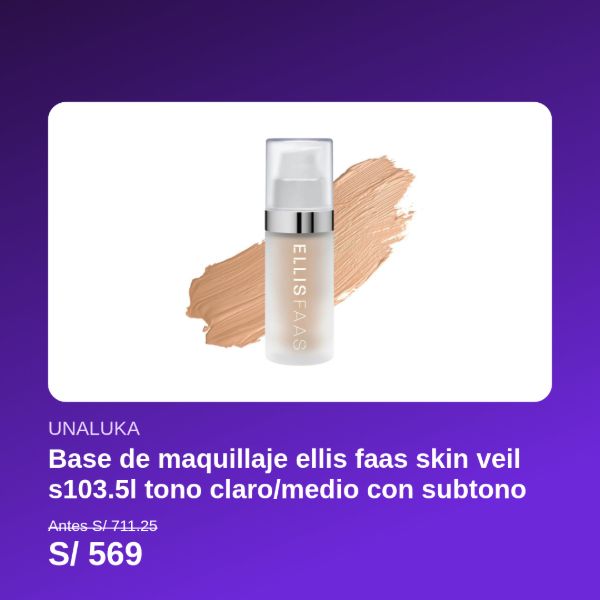 ELLISFAAS
UNALUKA
Base de maquillaje ellis faas skin veil
s103.5l tono claro/medio con subtono
Antes S/ 711.25
S/ 569